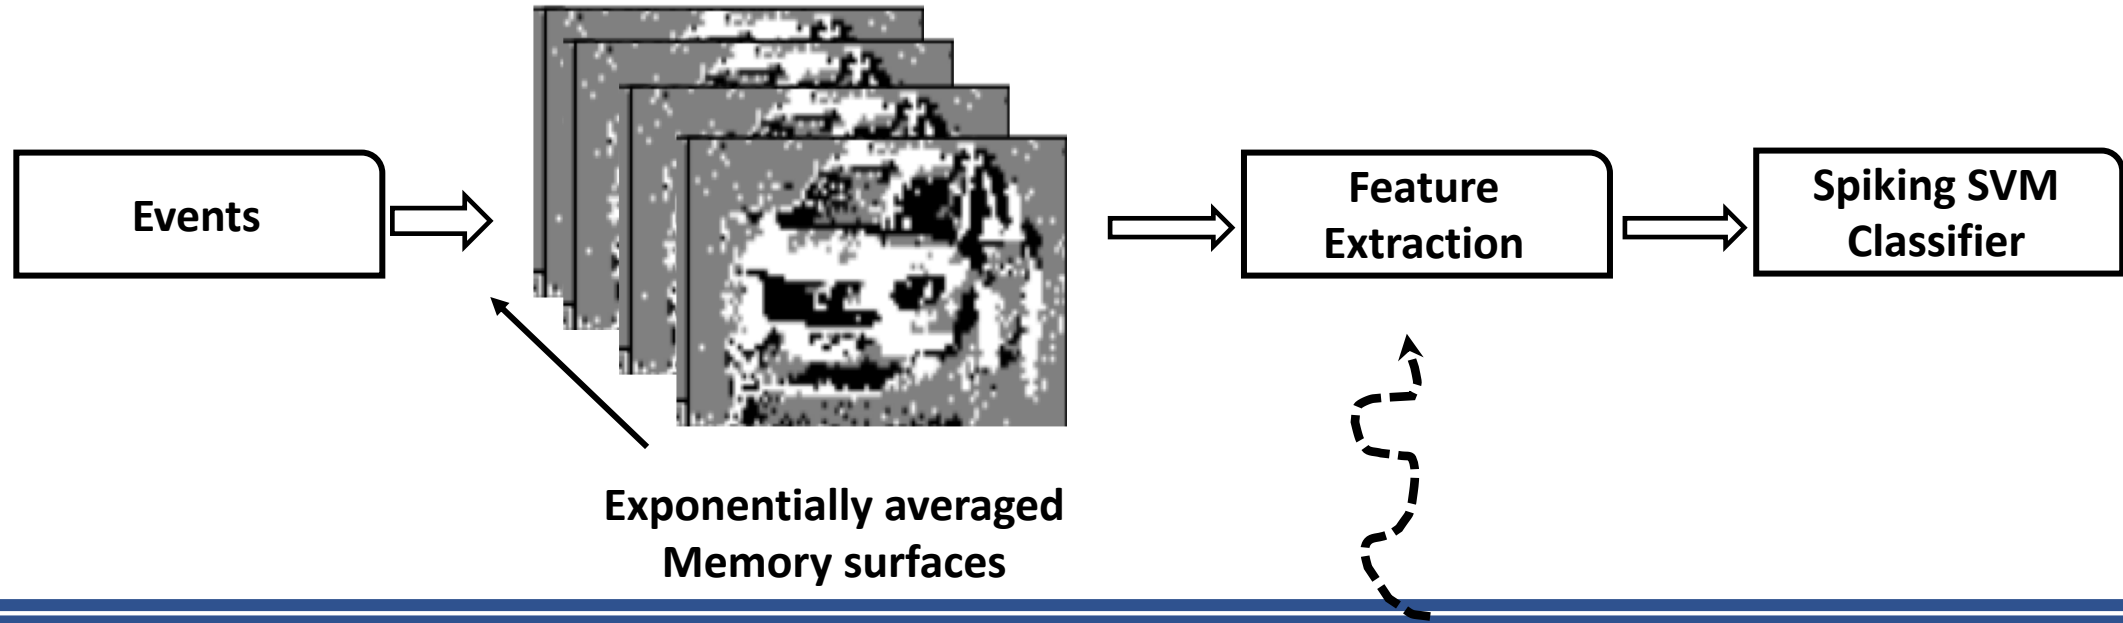 Events
Feature
Extraction
Spiking SVM
Classifier
Exponentially averaged
Memory surfaces